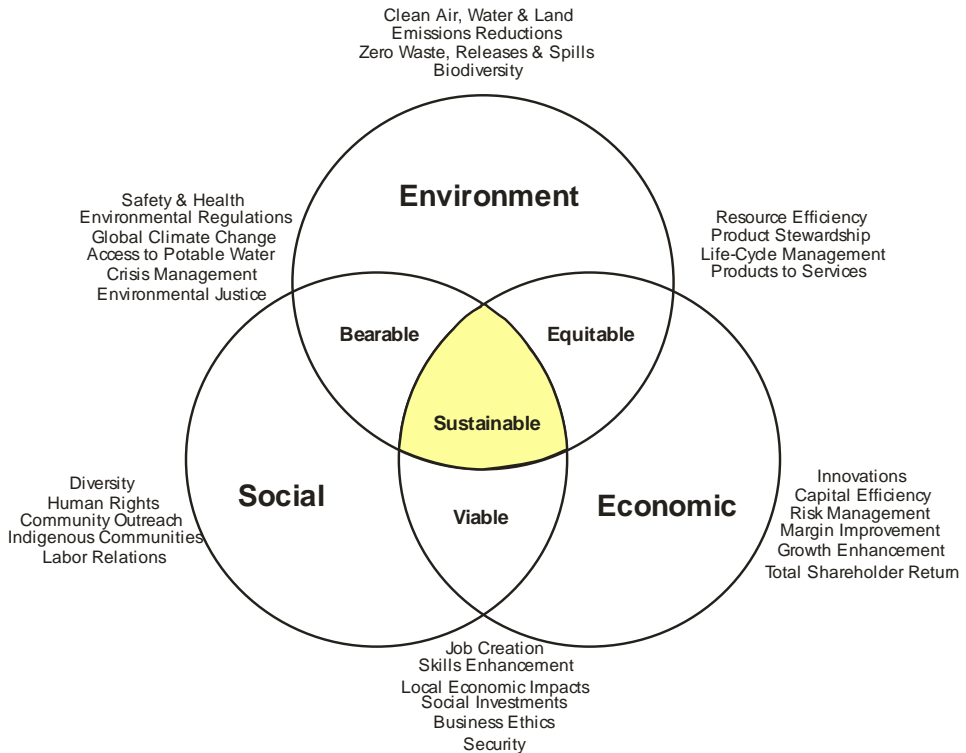 Clean Air, Water & Land
Emissions Reductions
Zero Waste, Releases & Spills
Biodiversity
Environment
Safety & Health
Environmental Regulations
Global Climate Change
Access to Potable Water
Crisis Management
Environmental Justice
Resource Efficiency
Product Stewardship
Life-Cycle Management
Products to Services
Bearable
Equitable
Sustainable
Social
Economic
Viable
Diversity
Human Rights
Community Outreach
Indigenous Communities
Labor Relations
Innovations
Capital Efficiency
Risk Management
Margin Improvement
Growth Enhancement
Total Shareholder Return
Job Creation
Skills Enhancement
Local Economic Impacts
Social Investments
Business Ethics
Security